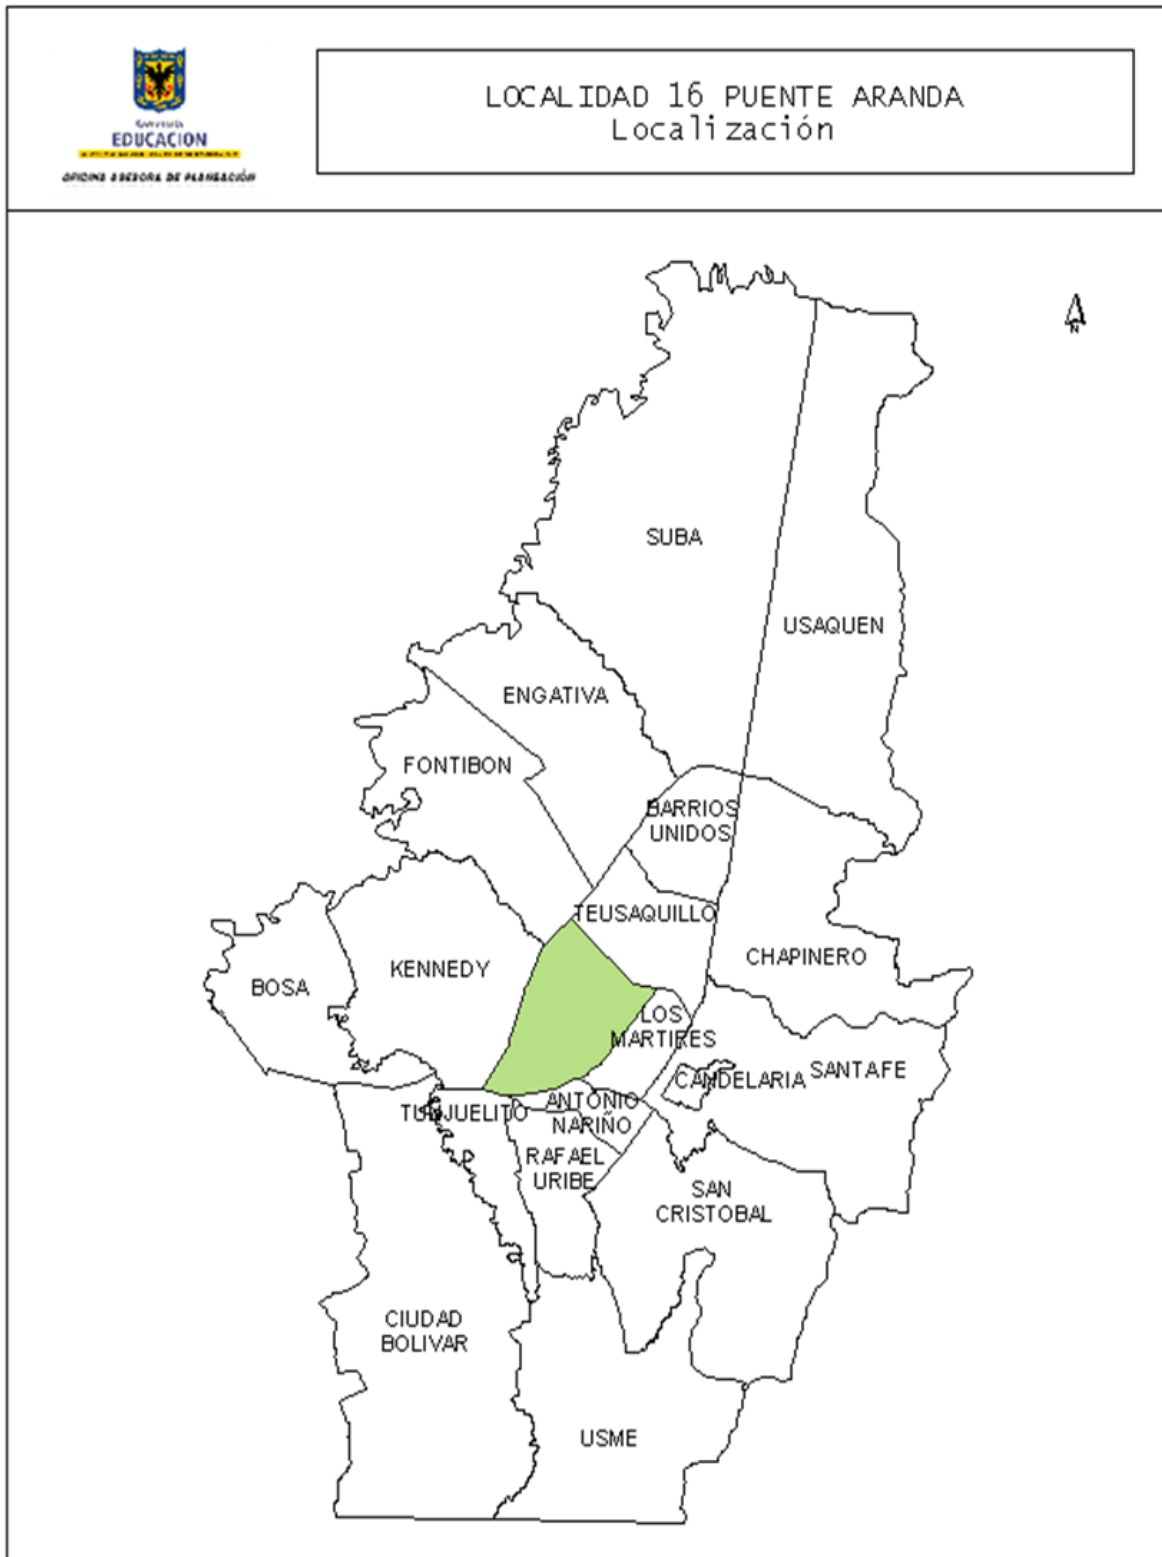 EDUCACION
OFICINA ASESORA DE PLANEACIÓN
LOCALIDAD 16 PUENTE ARANDA
Localización
N
SUBA
USAQUEN
ENGATIVA
FONTIBON
BARRIOS
UNIDOS
TEUSAQUILLO
CHAPINERO
KENNEDY
BOSA
LOS
MARTIRES
SANTAFE
CANDELARIA
TUNJUELITO
ANTONIO
NARIÑO
RAFAEL
URIBE
SAN
CRISTOBAL
CIUDAD
BOLIVAR
USME